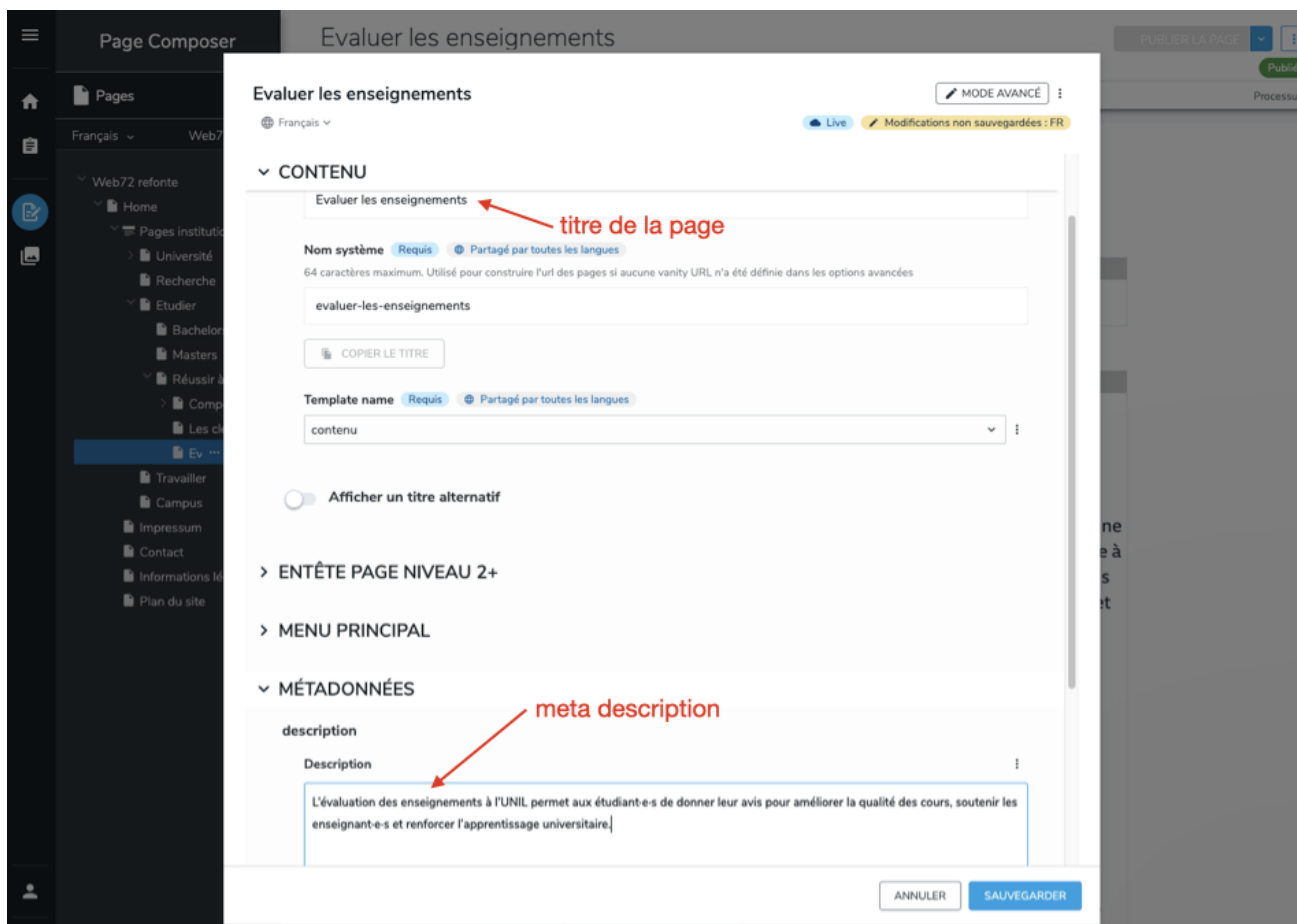 Page Composer
Evaluer les enseignements
PUBLIER LA PAGE
Publié
Processu
Pages
Français
Web7
Web72 refonte
Home
Pages institutio
Université
Recherche
Etudier
Bachelor
Masters
Réussir à
Comp
Les clé
Ev ...
Travailler
Campus
Impressum
Contact
Informations lé
Plan du site
Evaluer les enseignements
MODE AVANCÉ
Français
Live
Modifications non sauvegardées : FR
CONTENU
Evaluer les enseignements
titre de la page
Nom système Requis Partagé par toutes les langues
64 caractères maximum. Utilisé pour construire l'url des pages si aucune vanity URL n'a été définie dans les options avancées
evaluer-les-enseignements
COPIER LE TITRE
Template name Requis Partagé par toutes les langues
contenu
Afficher un titre alternatif
ENTÊTE PAGE NIVEAU 2+
MENU PRINCIPAL
MÉTADONNÉES
meta description
description
Description
L'évaluation des enseignements à l'UNIL permet aux étudiant·e·s de donner leur avis pour améliorer la qualité des cours, soutenir les
enseignant·e·s et renforcer l'apprentissage universitaire.
ANNULER
SAUVEGARDER
ne
e à
s
et